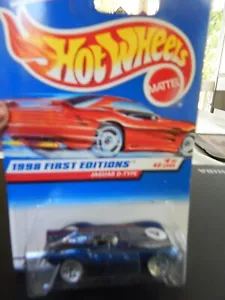 Hot Wheels
MATTEL
1998 FIRST EDITIONS
JAGUAR D-TYPE